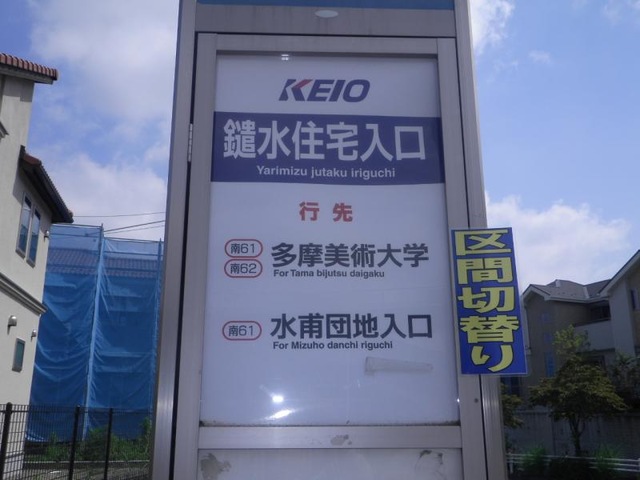 KEIO
鑓水住宅入口
Yarimizu jutaku iriguchi
行先
南61
南62
多摩美術大学
For Tama bijutsu daigaku
南61
水甫団地入口
For Mizuho danchi riguchi
区間切替り